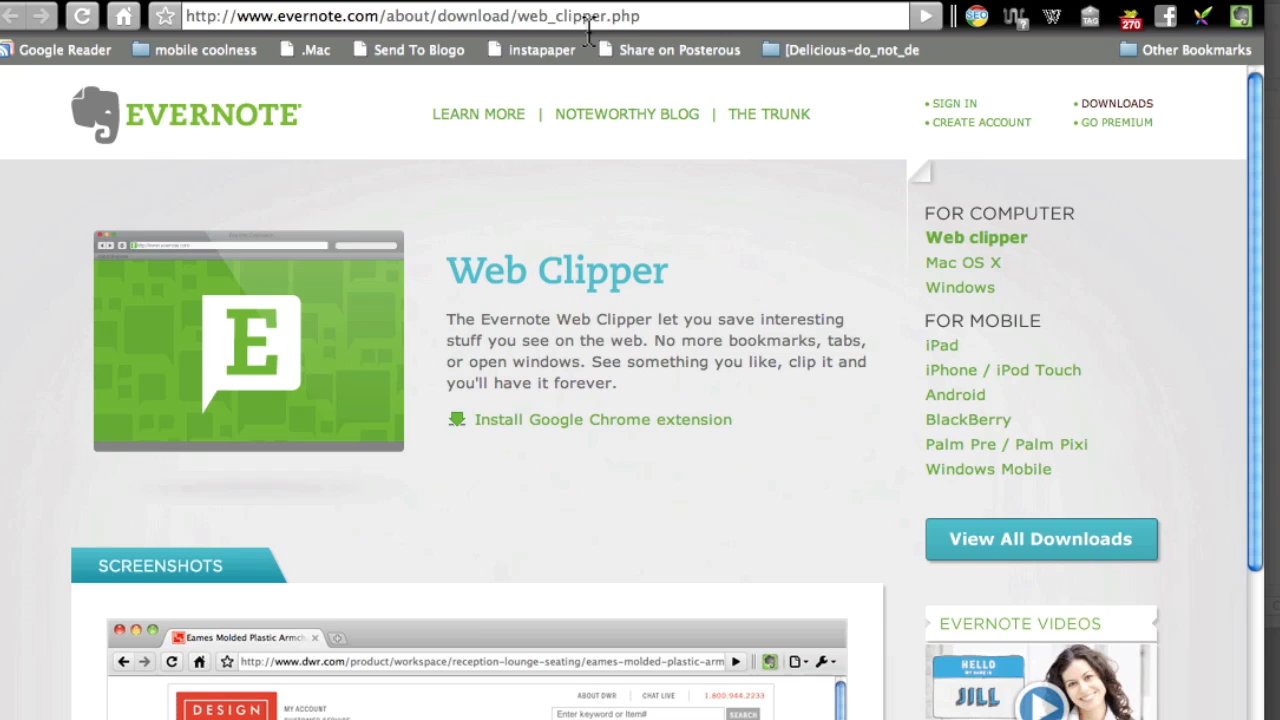 http://www.evernote.com/about/download/web_clipper.php
SEO
W
TAG
270
Google Reader mobile coolness .Mac Send To Blogo instapaper Share on Posterous [Delicious-do_not_de Other Bookmarks
EVERNOTE
LEARN MORE | NOTEWORTHY BLOG | THE TRUNK
• SIGN IN
• DOWNLOADS
• CREATE ACCOUNT
• GO PREMIUM
E
Web Clipper
The Evernote Web Clipper let you save interesting
stuff you see on the web. No more bookmarks, tabs,
or open windows. See something you like, clip it and
you'll have it forever.
Install Google Chrome extension
FOR COMPUTER
Web clipper
Mac OS X
Windows
FOR MOBILE
iPad
iPhone / iPod Touch
Android
BlackBerry
Palm Pre / Palm Pixi
Windows Mobile
View All Downloads
SCREENSHOTS
Eames Molded Plastic Armch
http://www.dwr.com/product/workspace/reception-lounge-seating/eames-molded-plastic-arm
DESIGN
MY ACCOUNT
ABOUT DWR | CHAT LIVE | 1.800.944.2233
Enter keyword or Item#
SEARCH
EVERNOTE VIDEOS
HELLO
JILL